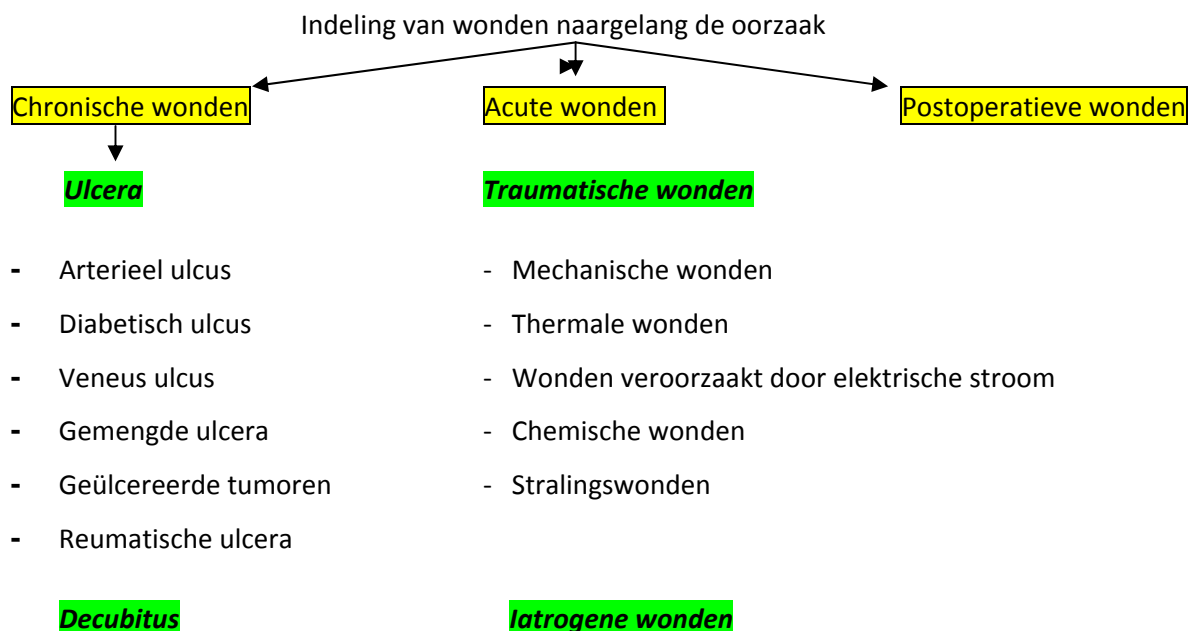 Indeling van wonden naargelang de oorzaak
Chronische wonden Acute wonden Postoperatieve wonden
Ulcera Traumatische wonden
- Arterieel ulcus - Mechanische wonden
- Diabetisch ulcus - Thermale wonden
- Veneus ulcus - Wonden veroorzaakt door elektrische stroom
- Gemengde ulcera - Chemische wonden
- Geülcereerde tumoren - Stralingswonden
- Reumatische ulcera
Decubitus Iatrogene wonden